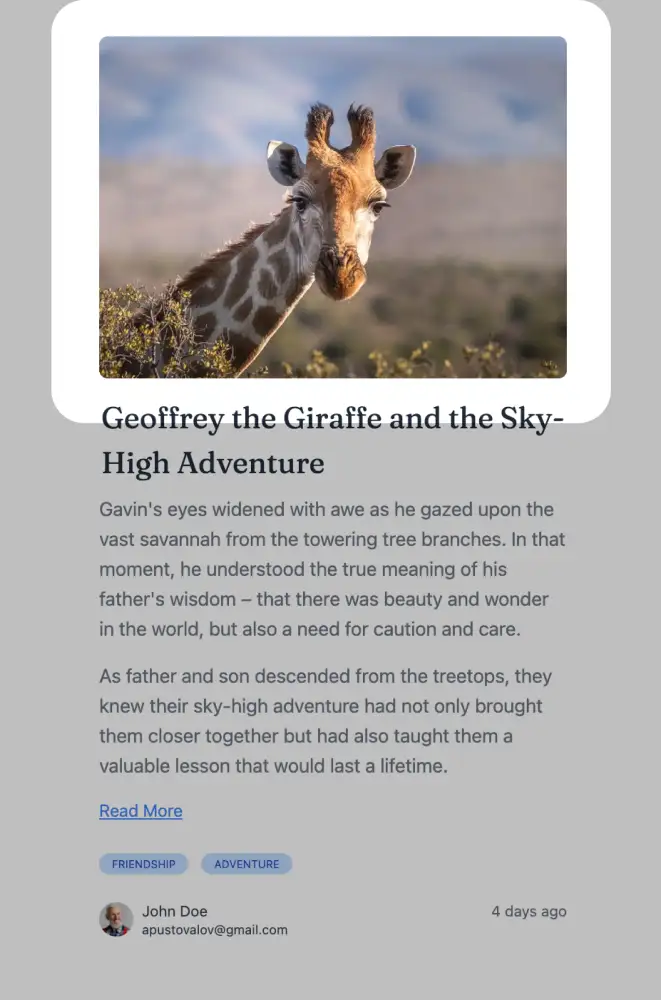 Geoffrey the Giraffe and the Sky-
High Adventure
Gavin's eyes widened with awe as he gazed upon the
vast savannah from the towering tree branches. In that
moment, he understood the true meaning of his
father's wisdom – that there was beauty and wonder
in the world, but also a need for caution and care.
As father and son descended from the treetops, they
knew their sky-high adventure had not only brought
them closer together but had also taught them a
valuable lesson that would last a lifetime.
Read More
FRIENDSHIP ADVENTURE
John Doe 4 days ago
apustovalov@gmail.com